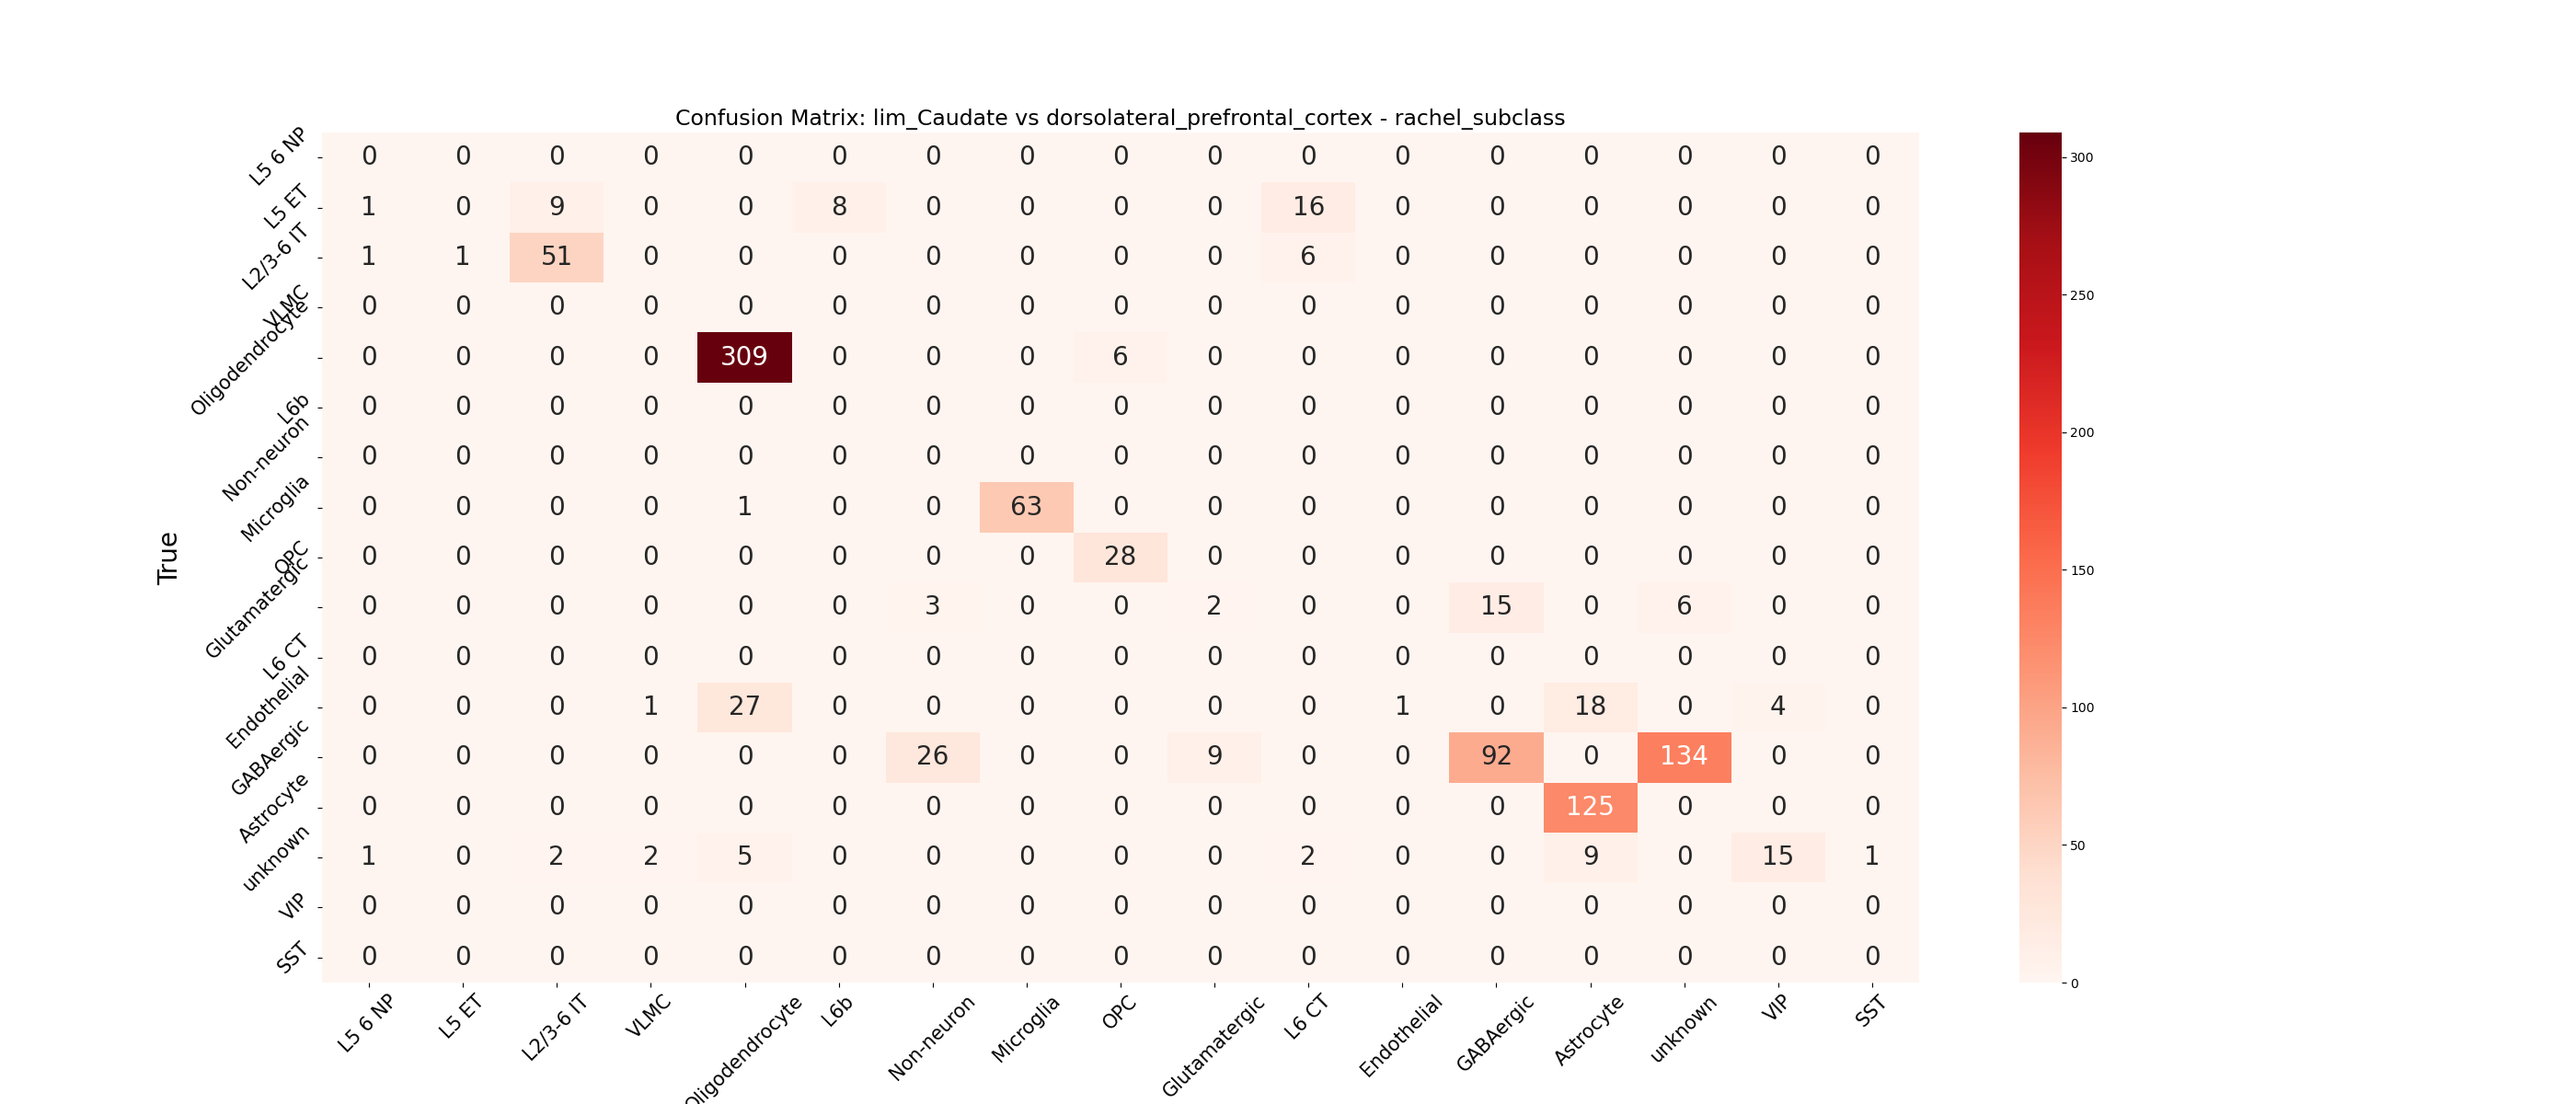 Confusion Matrix: lim_Caudate vs dorsolateral_prefrontal_cortex - rachel_subclass
L5 6 NP 0 0 0 0 0 0 0 0 0 0 0 0 0 0 0 0 0
L5 ET 1 0 9 0 0 8 0 0 0 0 16 0 0 0 0 0 0
L2/3-6 IT 1 1 51 0 0 0 0 0 0 0 6 0 0 0 0 0 0
VLMC 0 0 0 0 0 0 0 0 0 0 0 0 0 0 0 0 0
Oligodendrocyte 0 0 0 0 309 0 0 0 6 0 0 0 0 0 0 0 0
L6b 0 0 0 0 0 0 0 0 0 0 0 0 0 0 0 0 0
Non-neuron 0 0 0 0 0 0 0 0 0 0 0 0 0 0 0 0 0
Microglia 0 0 0 0 1 0 0 63 0 0 0 0 0 0 0 0 0
OPC 0 0 0 0 0 0 0 0 28 0 0 0 0 0 0 0 0
Glutamatergic 0 0 0 0 0 0 3 0 0 2 0 0 15 0 6 0 0
L6 CT 0 0 0 0 0 0 0 0 0 0 0 0 0 0 0 0 0
Endothelial 0 0 0 1 27 0 0 0 0 0 0 1 0 18 0 4 0
GABAergic 0 0 0 0 0 0 26 0 0 9 0 0 92 0 134 0 0
Astrocyte 0 0 0 0 0 0 0 0 0 0 0 0 0 125 0 0 0
unknown 1 0 2 2 5 0 0 0 0 0 2 0 0 9 0 15 1
VIP 0 0 0 0 0 0 0 0 0 0 0 0 0 0 0 0 0
SST 0 0 0 0 0 0 0 0 0 0 0 0 0 0 0 0 0
True
L5 6 NP L5 ET L2/3-6 IT VLMC Oligodendrocyte L6b Non-neuron Microglia OPC Glutamatergic L6 CT Endothelial GABAergic Astrocyte unknown VIP SST
300
250
200
150
100
50
0